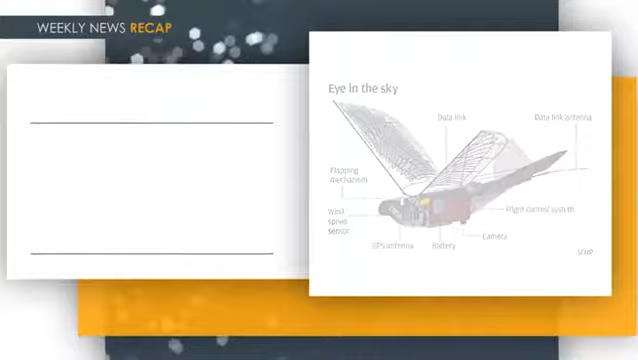 WEEKLY NEWS RECAP
Eye in the sky
Data link
Data link antenna
Flapping
mechanism
Wind
speed
sensor
Flight control system
Camera
GPS antenna
Battery
SCMP